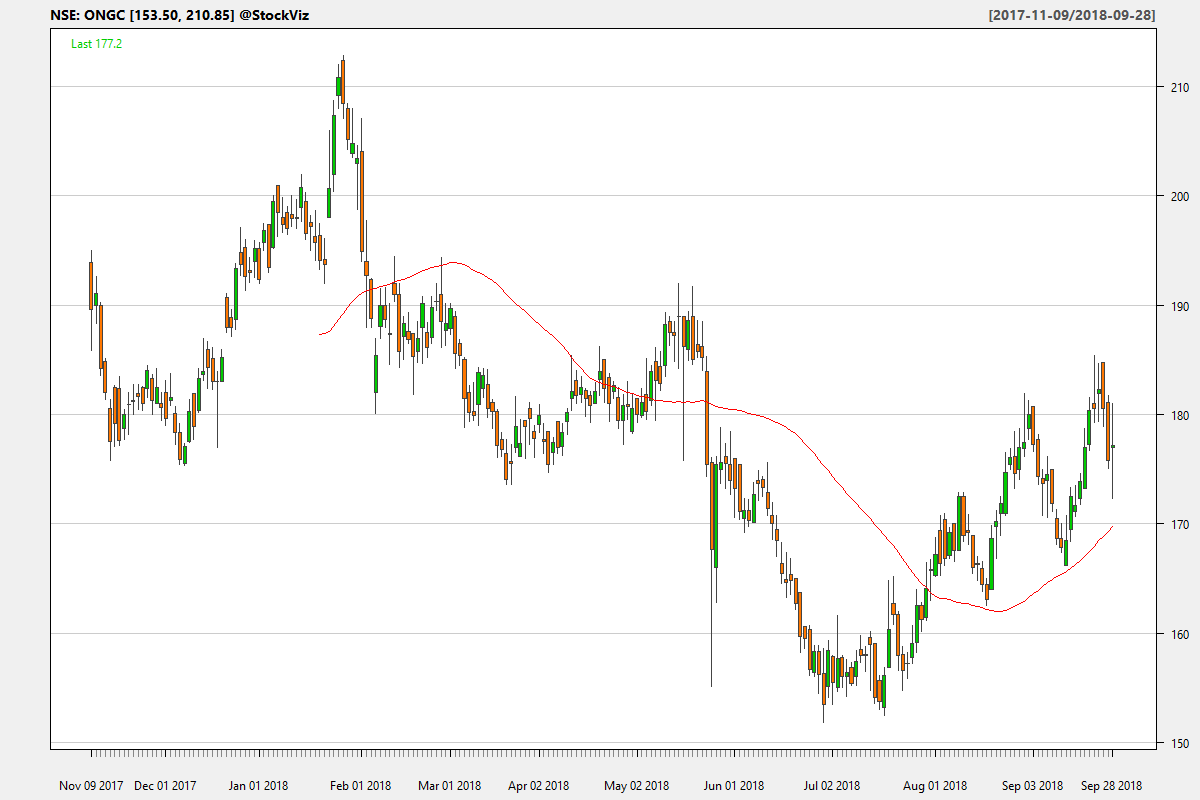 NSE: ONGC [153.50, 210.85] @StockViz
[2017-11-09/2018-09-28]
Last 177.2
210
200
190
180
170
160
150
Nov 09 2017 Dec 01 2017 Jan 01 2018 Feb 01 2018 Mar 01 2018 Apr 02 2018 May 02 2018 Jun 01 2018 Jul 02 2018 Aug 01 2018 Sep 03 2018 Sep 28 2018